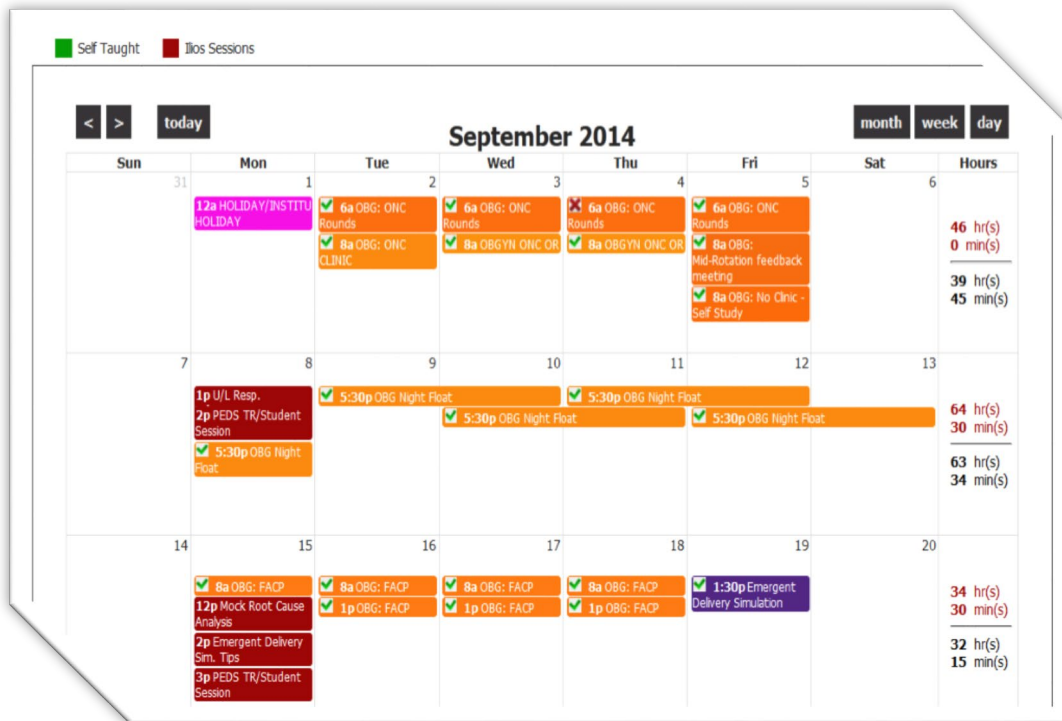 Self Taught Ilios Sessions
< > today September 2014 month week day
Sun Mon Tue Wed Thu Fri Sat Hours
31 1 2 3 4 5 6
12a HOLIDAY/INSTITU
HOLIDAY
6a OBG: ONC
Rounds
8a OBG: ONC
CLINIC
6a OBG: ONC
Rounds
8a OBGYN ONC OR
6a OBG: ONC
Rounds
8a OBGYN ONC OR
6a OBG: ONC
Rounds
8a OBG:
Mid-Rotation feedback
meeting
8a OBG: No Clinic -
Self Study
46 hr(s)
0 min(s)
39 hr(s)
45 min(s)
7 8 9 10 11 12 13
1p U/L Resp.
2p PEDS TR/Student
Session
5:30p OBG Night
Float
5:30p OBG Night Float
5:30p OBG Night Float
5:30p OBG Night Float
5:30p OBG Night Float
64 hr(s)
30 min(s)
63 hr(s)
34 min(s)
14 15 16 17 18 19 20
8a OBG: FACP
12p Mock Root Cause
Analysis
2p Emergent Delivery
Sim. Tips
3p PEDS TR/Student
Session
8a OBG: FACP
1p OBG: FACP
8a OBG: FACP
1p OBG: FACP
8a OBG: FACP
1p OBG: FACP
1:30p Emergent
Delivery Simulation
34 hr(s)
30 min(s)
32 hr(s)
15 min(s)